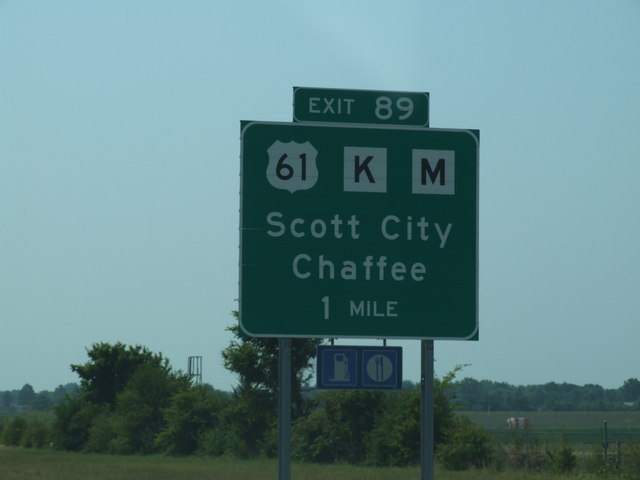 EXIT 89
61 K M
Scott City
Chaffee
1 MILE